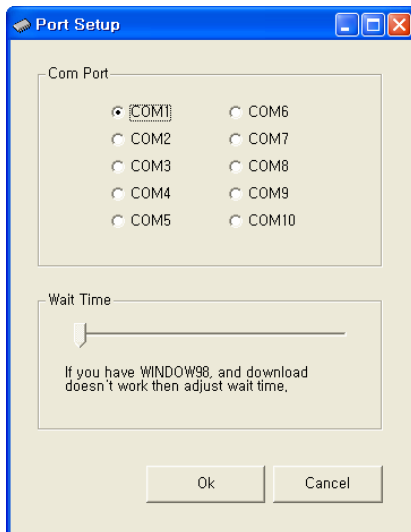 Port Setup
Com Port
COM1 COM6
COM2 COM7
COM3 COM8
COM4 COM9
COM5 COM10
Wait Time
If you have WINDOW98, and download
doesn't work then adjust wait time,
Ok Cancel